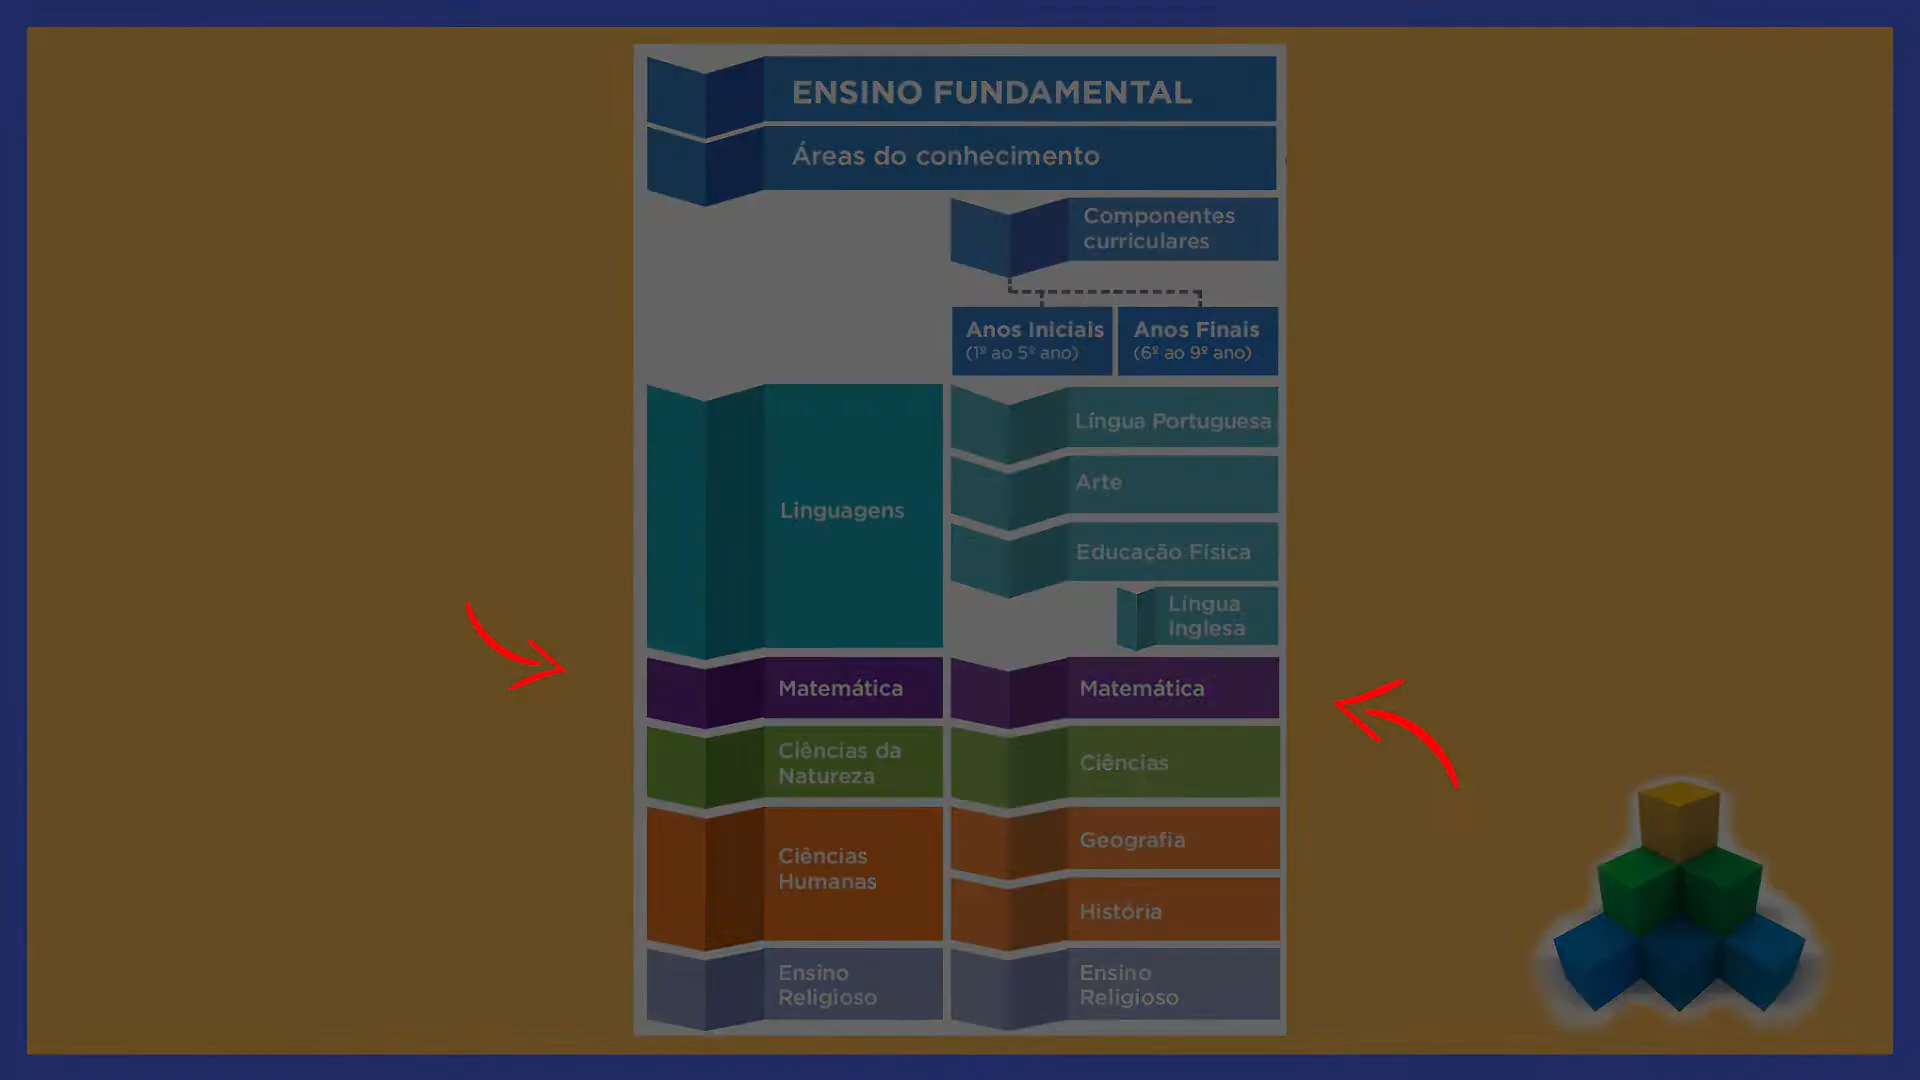 ENSINO FUNDAMENTAL
Áreas do conhecimento
Componentes
curriculares
Anos Iniciais
(1º ao 5º ano)
Anos Finais
(6º ao 9º ano)
Linguagens
Língua Portuguesa
Arte
Educação Física
Língua
Inglesa
Matemática
Matemática
Ciências da
Natureza
Ciências
Ciências
Humanas
Geografia
História
Ensino
Religioso
Ensino
Religioso